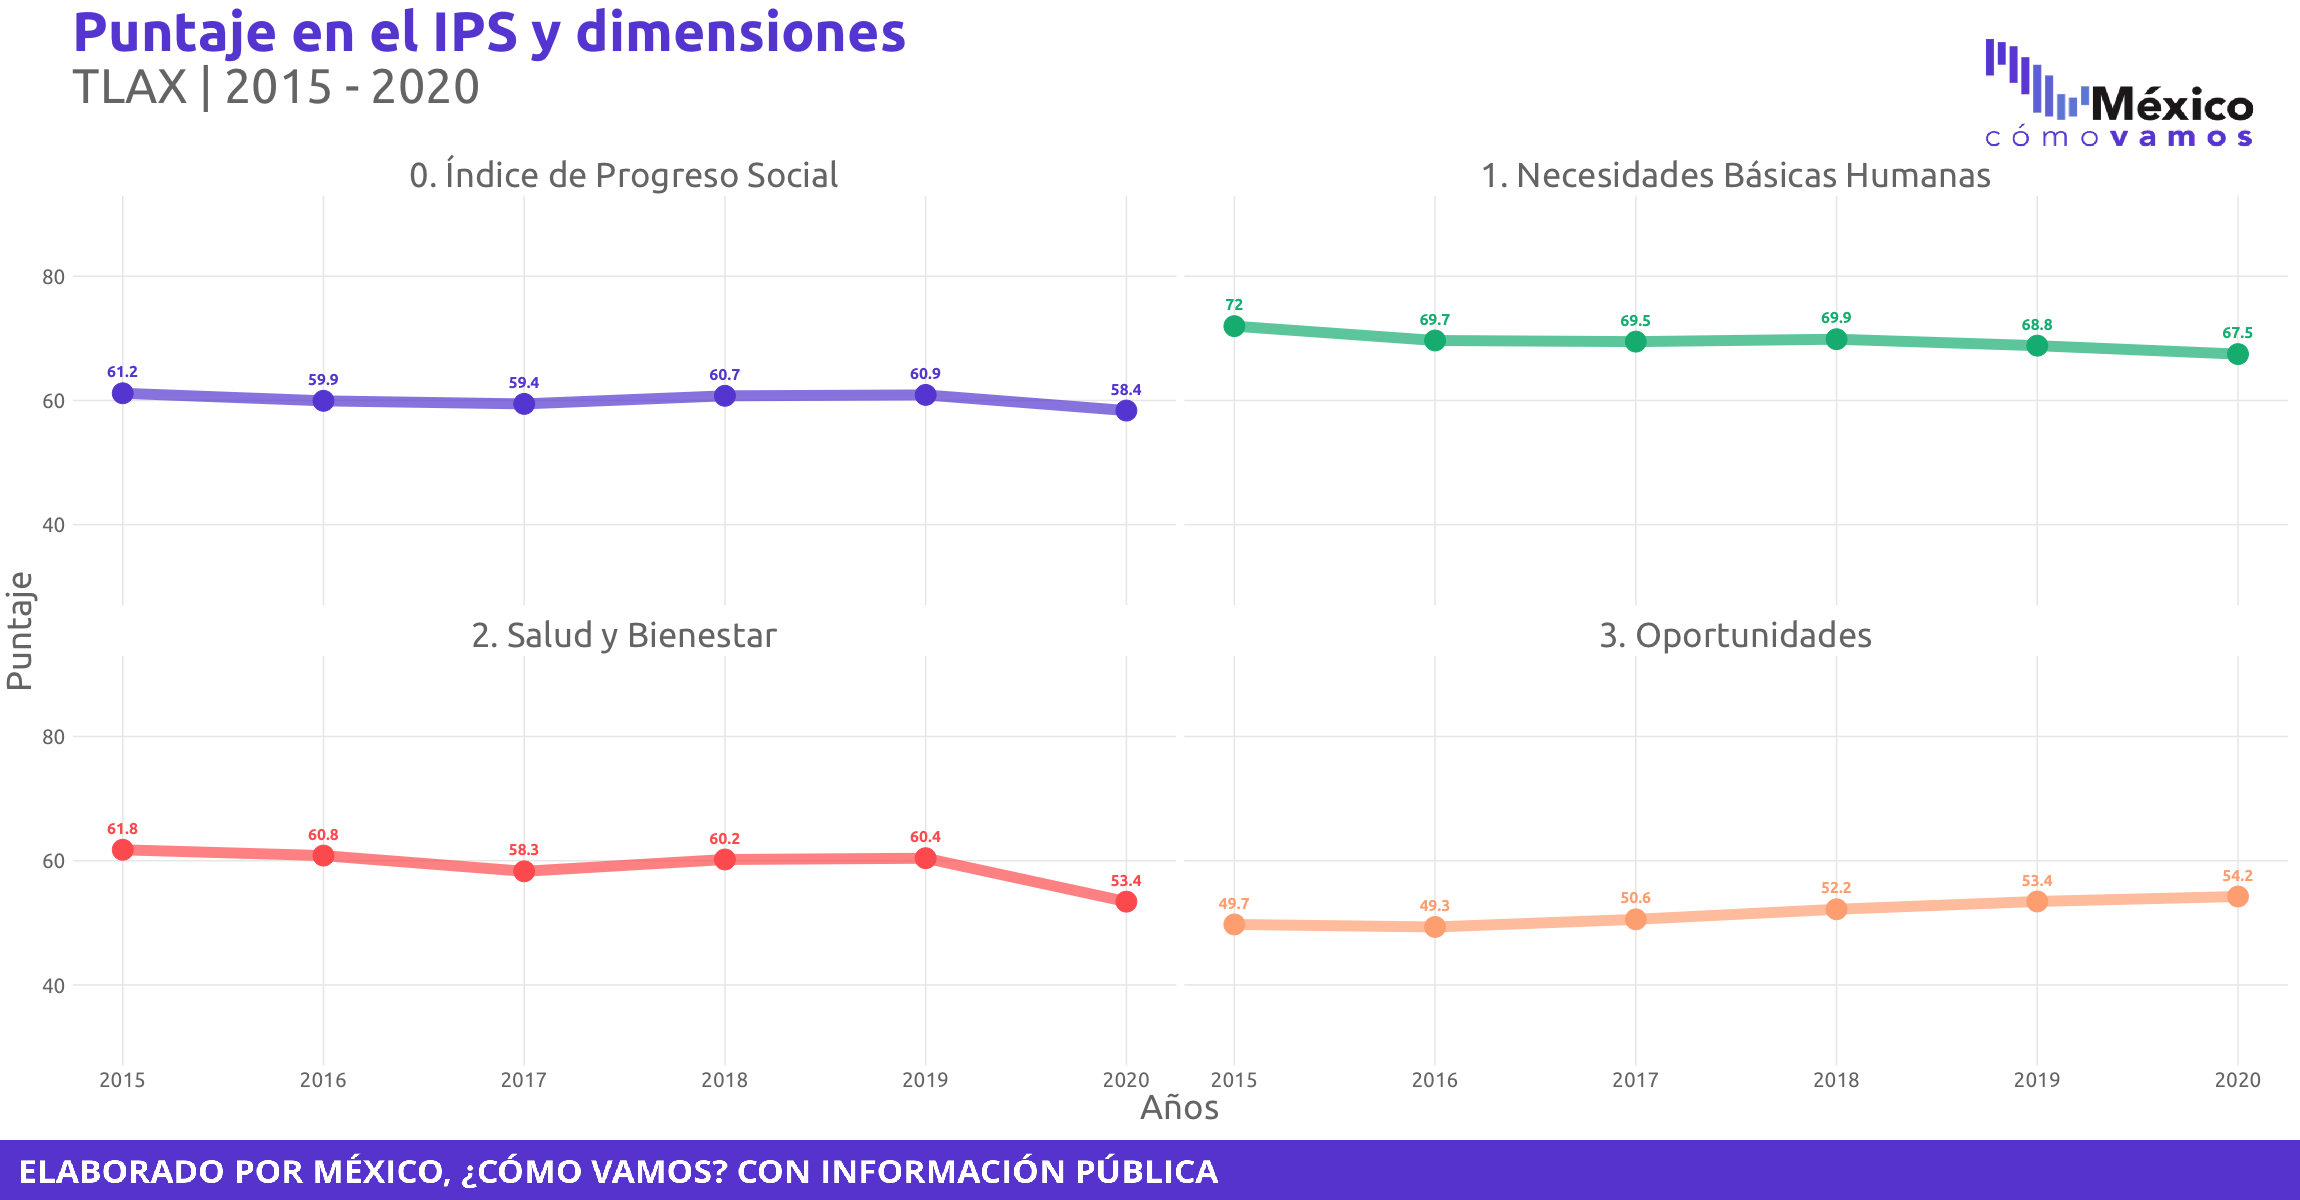 Puntaje en el IPS y dimensiones
TLAX | 2015 - 2020
México
cómo vamos
0. Índice de Progreso Social
1. Necesidades Básicas Humanas
80
60
40
61.2
59.9
59.4
60.7
60.9
58.4
72
69.7
69.5
69.9
68.8
67.5
Puntaje
2. Salud y Bienestar
3. Oportunidades
80
60
40
61.8
60.8
58.3
60.2
60.4
53.4
49.7
49.3
50.6
52.2
53.4
54.2
2015 2016 2017 2018 2019 2020 2015 2016 2017 2018 2019 2020
Años
ELABORADO POR MÉXICO, ¿CÓMO VAMOS? CON INFORMACIÓN PÚBLICA